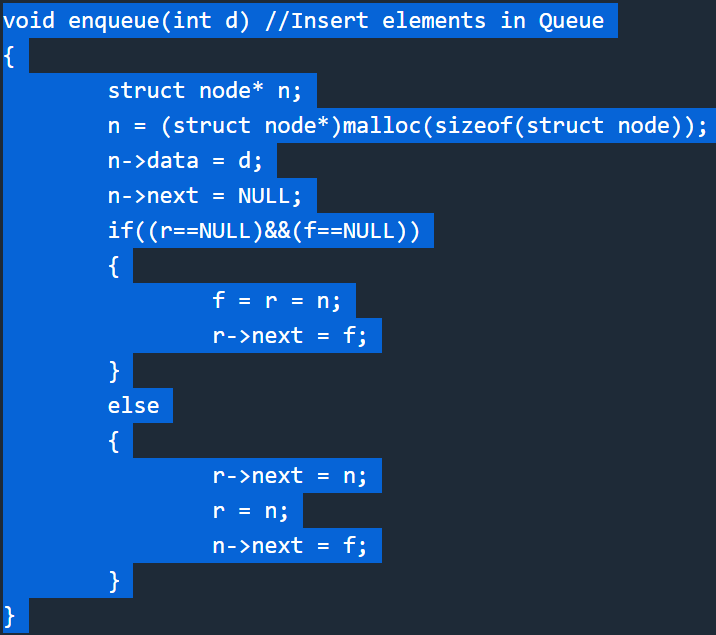 void enqueue(int d) //Insert elements in Queue
{
        struct node* n;
        n = (struct node*)malloc(sizeof(struct node));
        n->data = d;
        n->next = NULL;
        if((r==NULL)&&(f==NULL))
        {
                f = r = n;
                r->next = f;
        }
        else
        {
                r->next = n;
                r = n;
                n->next = f;
        }
}